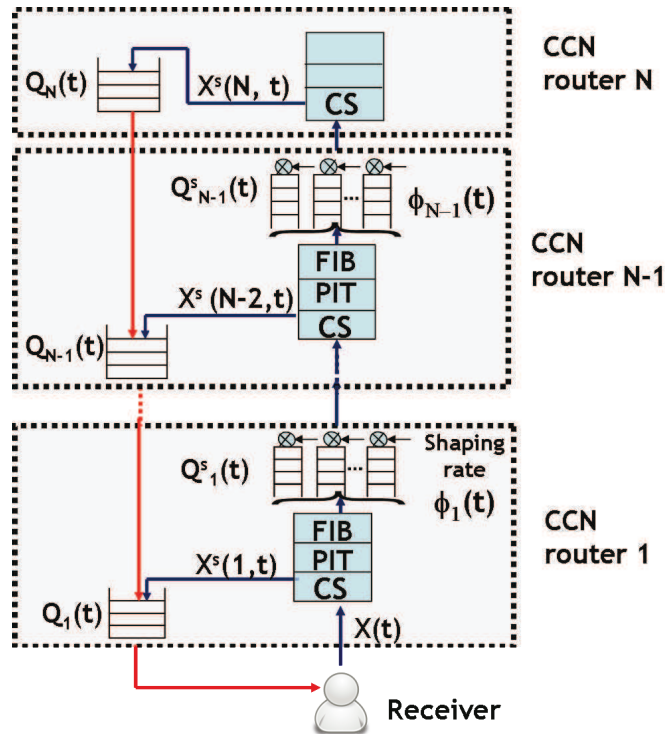 CCN
router N
Q_N(t)
X^s(N, t)
CS
Q^s_{N-1}(t)
...
ϕ_{N-1}(t)
CCN
router N-1
FIB
PIT
CS
X^s (N-2,t)
Q_{N-1}(t)
Shaping
rate
ϕ_1(t)
Q^s_1(t)
...
CCN
router 1
FIB
PIT
CS
X^s(1,t)
Q_1(t)
X(t)
Receiver